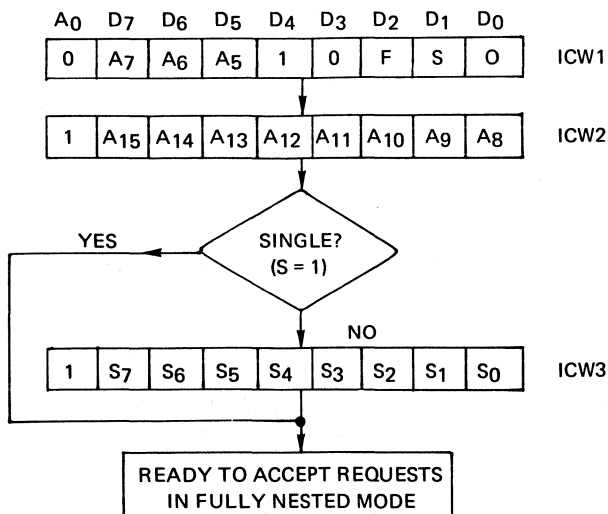 A0 D7 D6 D5 D4 D3 D2 D1 D0
0 A7 A6 A5 1 0 F S O ICW1
1 A15 A14 A13 A12 A11 A10 A9 A8 ICW2
YES
SINGLE?
(S = 1)
NO
1 S7 S6 S5 S4 S3 S2 S1 S0 ICW3
READY TO ACCEPT REQUESTS
IN FULLY NESTED MODE